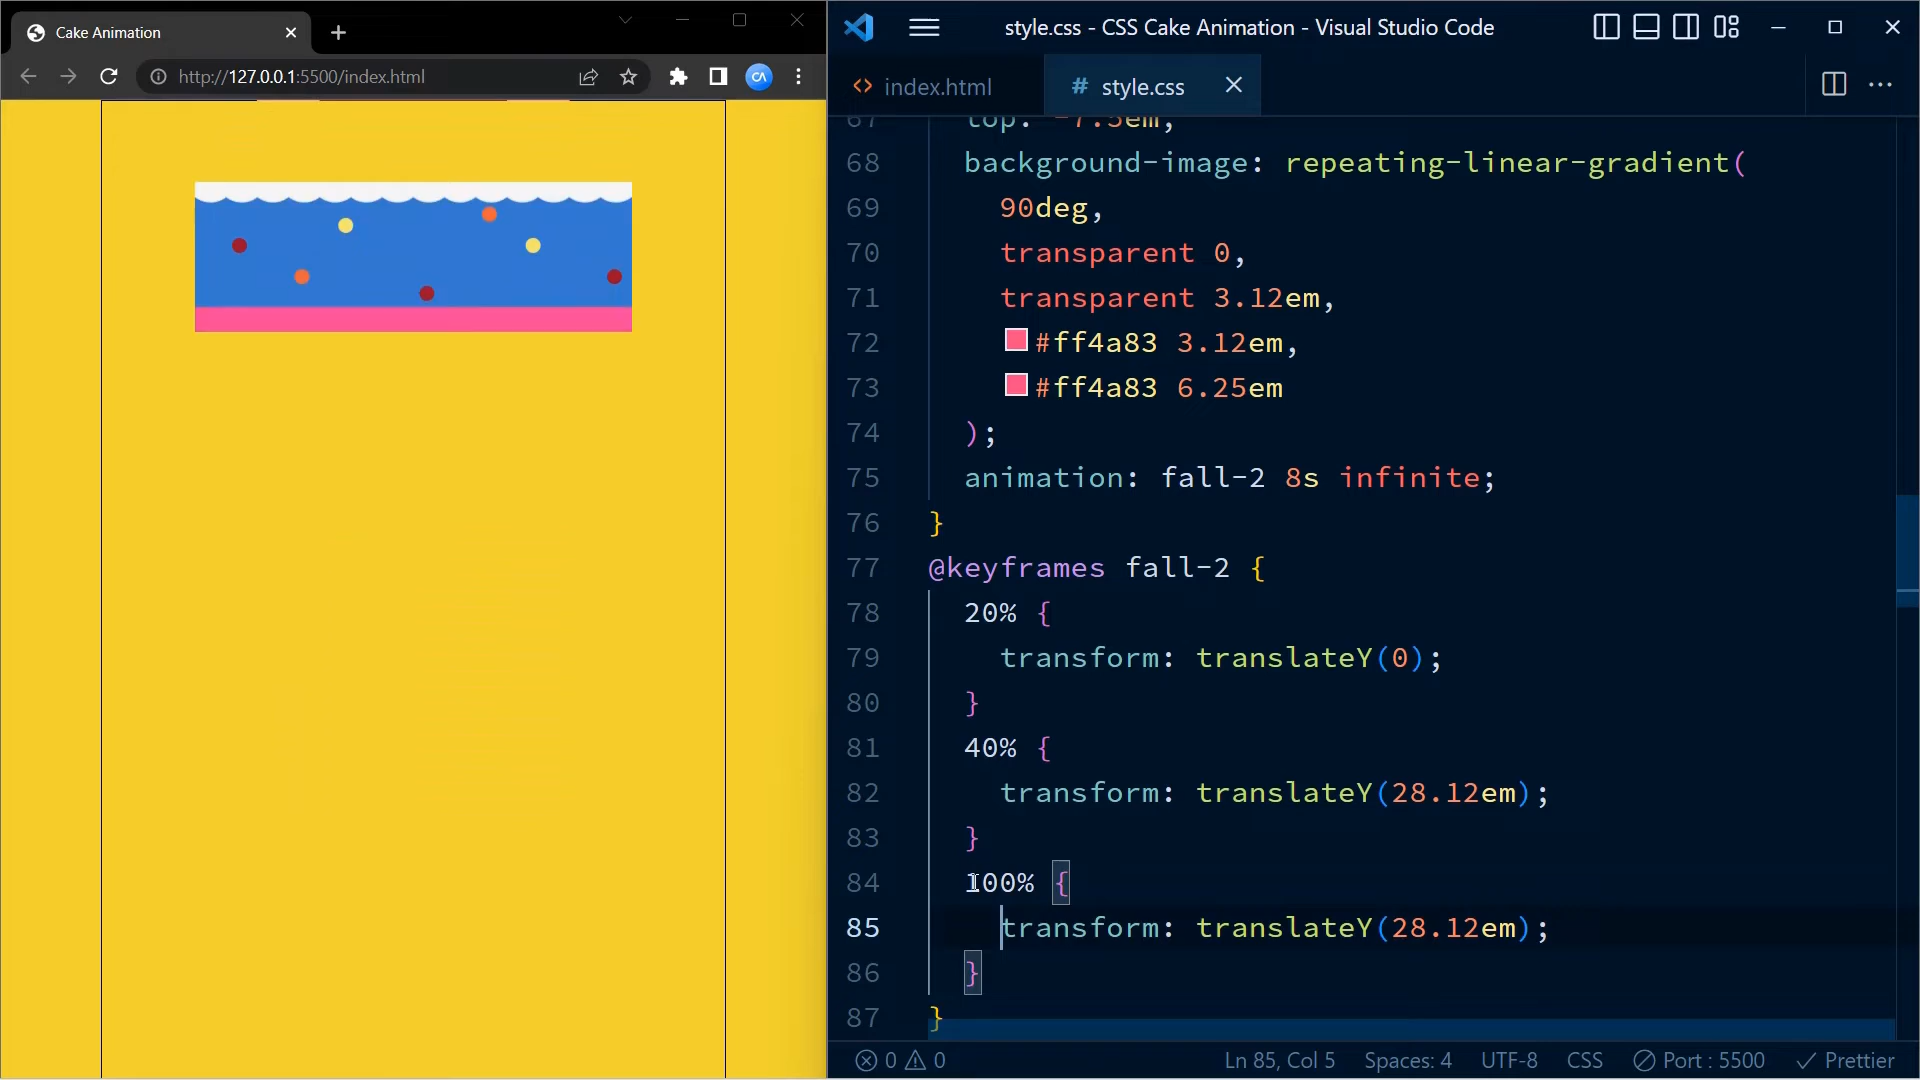 Cake Animation
http://127.0.0.1:5500/index.html
CA
style.css - CSS Cake Animation - Visual Studio Code
<> index.html
# style.css
67 top: -7.5em;
68 background-image: repeating-linear-gradient(
69 90deg,
70 transparent 0,
71 transparent 3.12em,
72 #ff4a83 3.12em,
73 #ff4a83 6.25em
74 );
75 animation: fall-2 8s infinite;
76 }
77 @keyframes fall-2 {
78 20% {
79 transform: translateY(0);
80 }
81 40% {
82 transform: translateY(28.12em);
83 }
84 100% {
85 transform: translateY(28.12em);
86 }
87 }
0 0 Ln 85, Col 5 Spaces: 4 UTF-8 CSS Port : 5500 Prettier